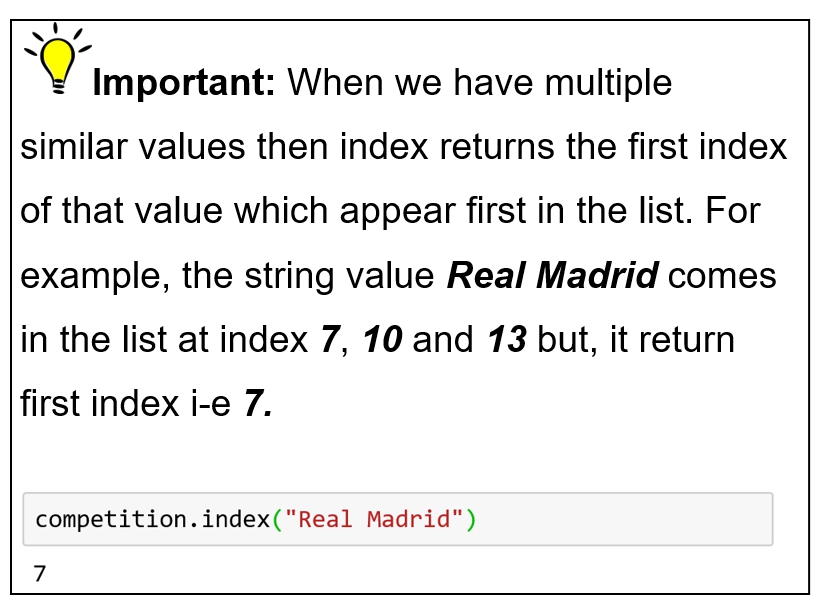 Important: When we have multiple
similar values then index returns the first index
of that value which appear first in the list. For
example, the string value Real Madrid comes
in the list at index 7, 10 and 13 but, it return
first index i-e 7.
competition.index("Real Madrid")
7